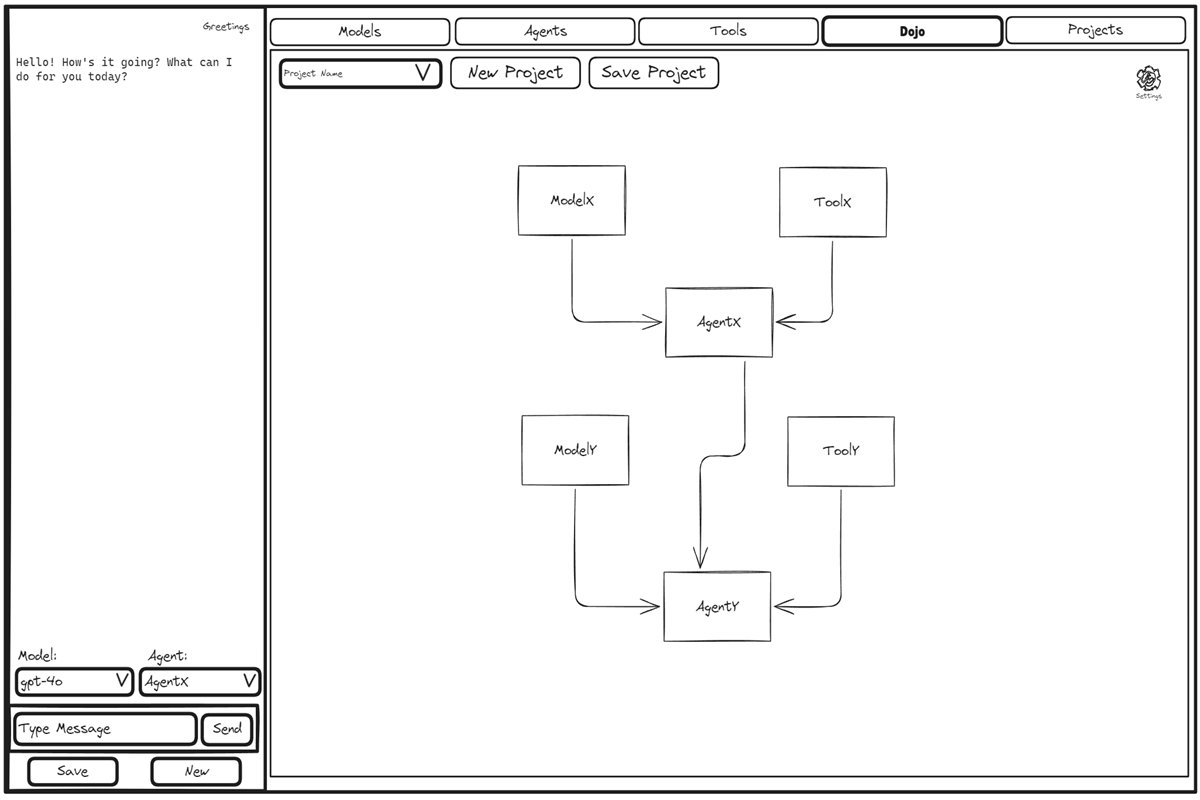 Greetings
Hello! How's it going? What can I
do for you today?
Model:
Agent:
gpt-4o V
AgentX V
Type Message
Send
Save
New
Models
Agents
Tools
Dojo
Projects
Project Name V
New Project
Save Project
Settings
ModelX
ToolX
AgentX
ModelY
ToolY
AgentY